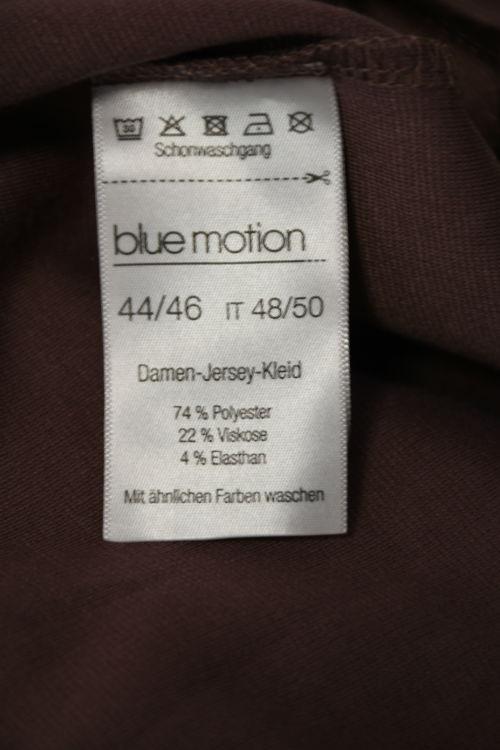 30
Schonwaschgang
blue motion
44/46 IT 48/50
Damen-Jersey-Kleid
74 % Polyester
22 % Viskose
4 % Elasthan
Mit ähnlichen Farben waschen